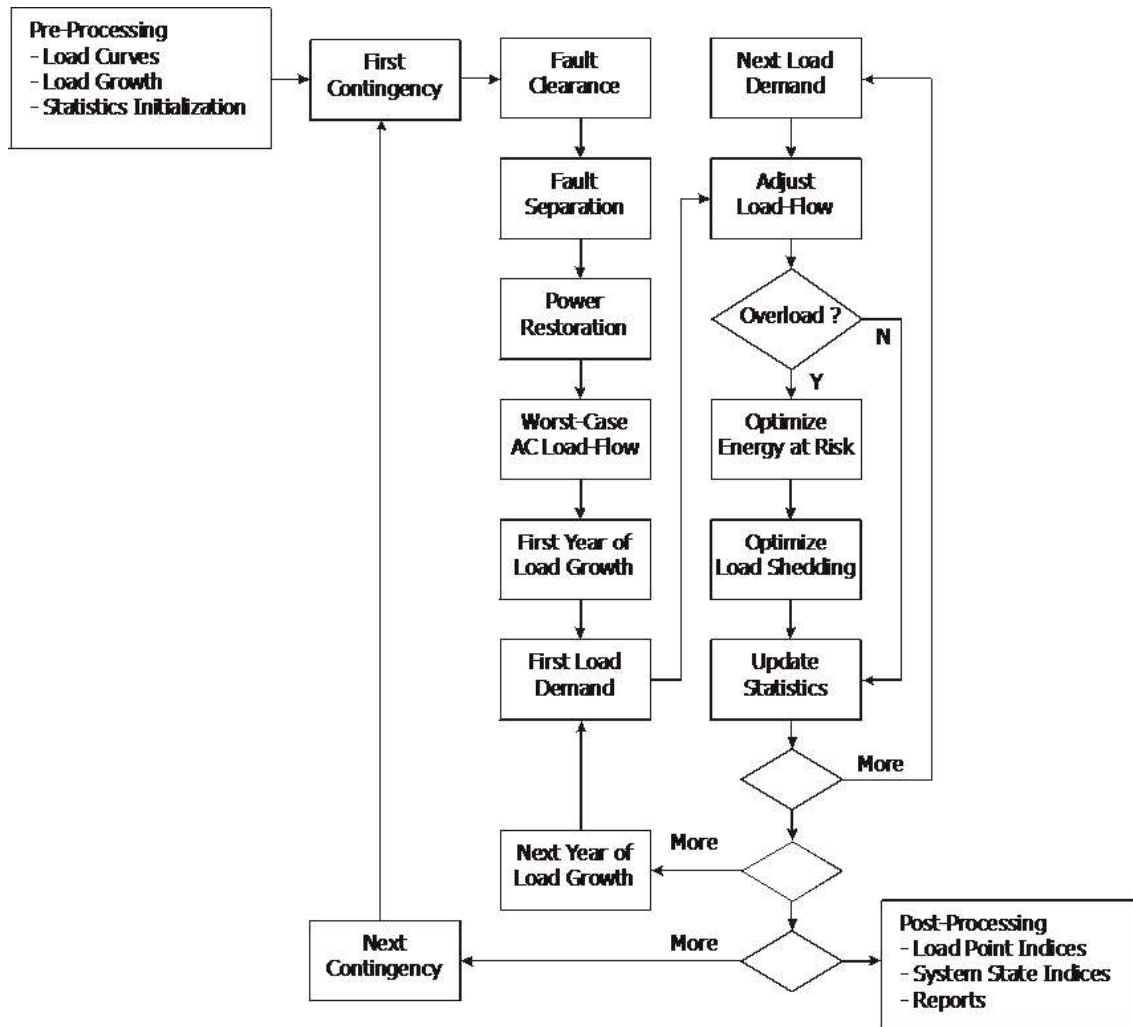 Pre-Processing
- Load Curves
- Load Growth
- Statistics Initialization
First
Contingency
Fault
Clearance
Fault
Separation
Power
Restoration
Worst-Case
AC Load-Flow
First Year of
Load Growth
First Load
Demand
Next Year of
Load Growth
Next
Contingency
Next Load
Demand
Adjust
Load-Flow
Overload ?
N
Y
Optimize
Energy at Risk
Optimize
Load Shedding
Update
Statistics
More
More
More
Post-Processing
- Load Point Indices
- System State Indices
- Reports